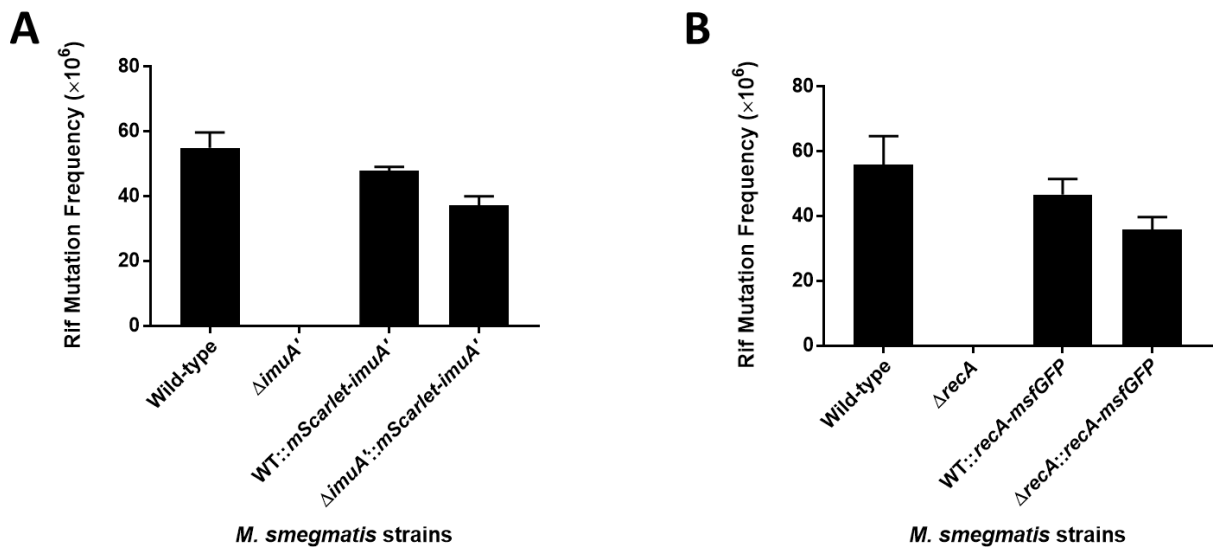 A
Rif Mutation Frequency (×10⁶)
80
60
40
20
0
Wild-type
ΔimuA'
WT::mScarlet-imuA'
ΔimuA'::mScarlet-imuA'
M. smegmatis strains
B
Rif Mutation Frequency (×10⁶)
80
60
40
20
0
Wild-type
ΔrecA
WT::recA-msfGFP
ΔrecA::recA-msfGFP
M. smegmatis strains